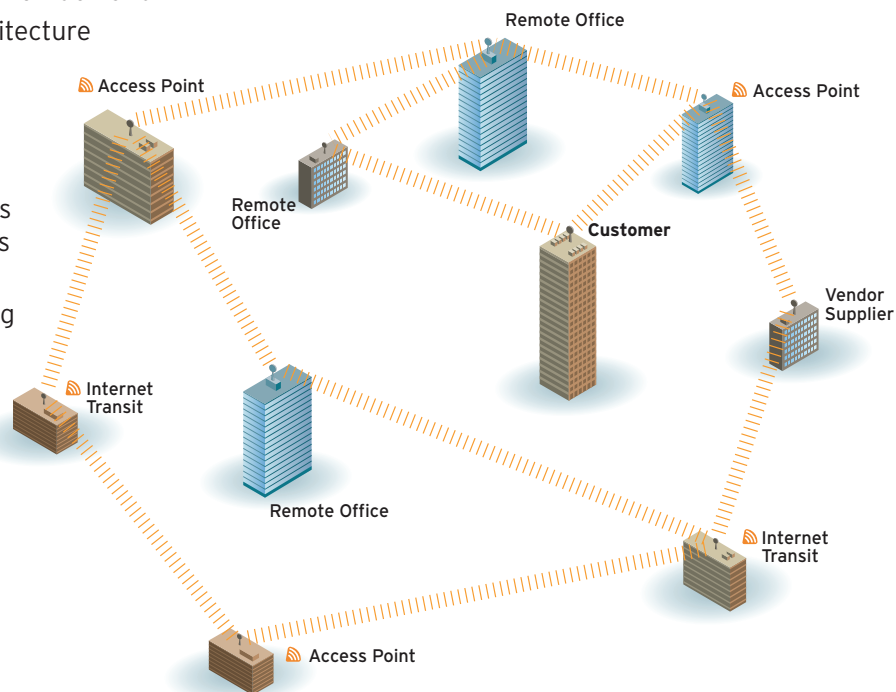 itecture
Remote Office
Access Point
Access Point
s
s
g
Remote
Office
Customer
Vendor
Supplier
Internet
Transit
Remote Office
Internet
Transit
Access Point